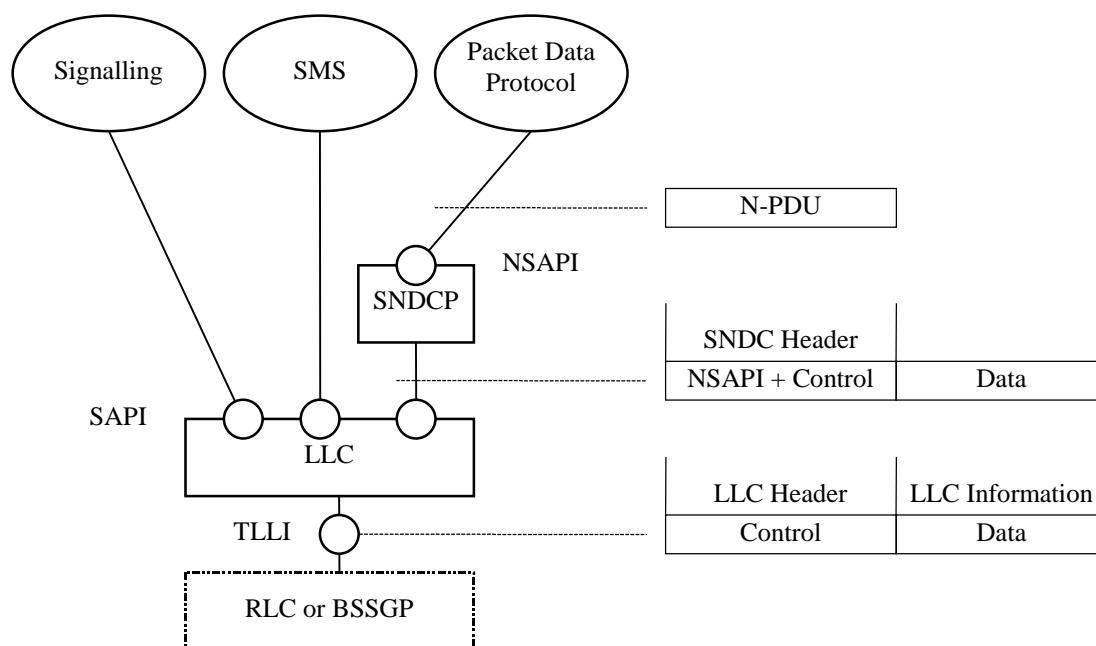 Signalling
SMS
Packet Data
Protocol
N-PDU
NSAPI
SNDCP
SNDC Header
NSAPI + Control
Data
SAPI
LLC
LLC Header
LLC Information
TLLI
Control
Data
RLC or BSSGP